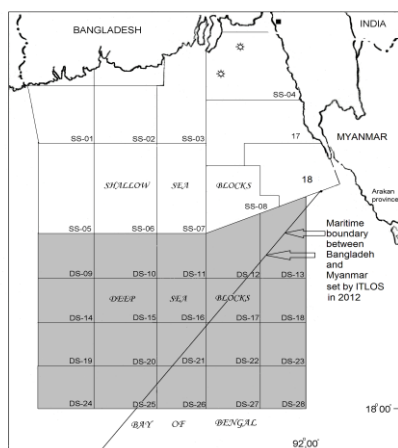 BANGLADESH
INDIA
SS-04
SS-01 SS-02 SS-03 17
MYANMAR
SHALLOW SEA BLOCKS
18
SS-08
Arakan
province
SS-05 SS-06 SS-07
Maritime
boundary
between
Bangladeh
and
Myanmar
set by ITLOS
in 2012
DS-09 DS-10 DS-11 DS-12 DS-13
DEEP SEA BLOCKS
DS-14 DS-15 DS-16 DS-17 DS-18
DS-19 DS-20 DS-21 DS-22 DS-23
DS-24 DS-25 DS-26 DS-27 DS-28
18°00'
BAY OF BENGAL
92°00'